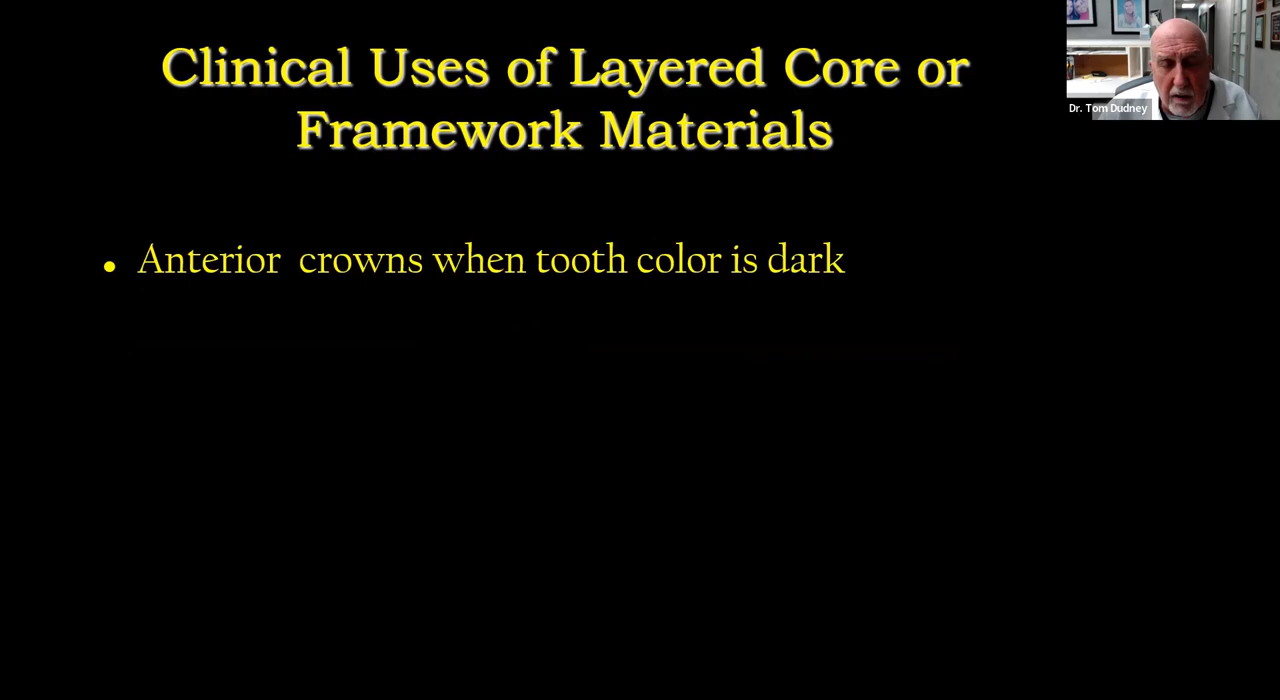 Clinical Uses of Layered Core or
Framework Materials
Dr. Tom Dudney
• Anterior  crowns when tooth color is dark